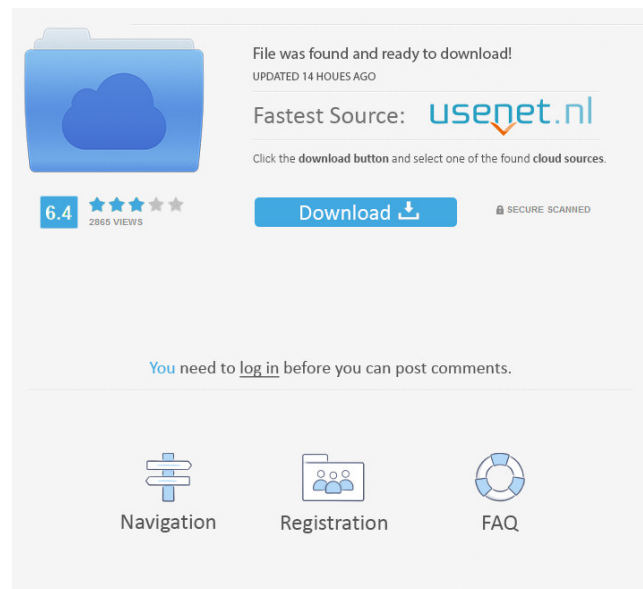 File was found and ready to download!
UPDATED 14 HOUES AGO
Fastest Source: usenet.nl
Click the download button and select one of the found cloud sources.
6.4
2865 VIEWS
Download
SECURE SCANNED
You need to log in before you can post comments.
Navigation
Registration
FAQ